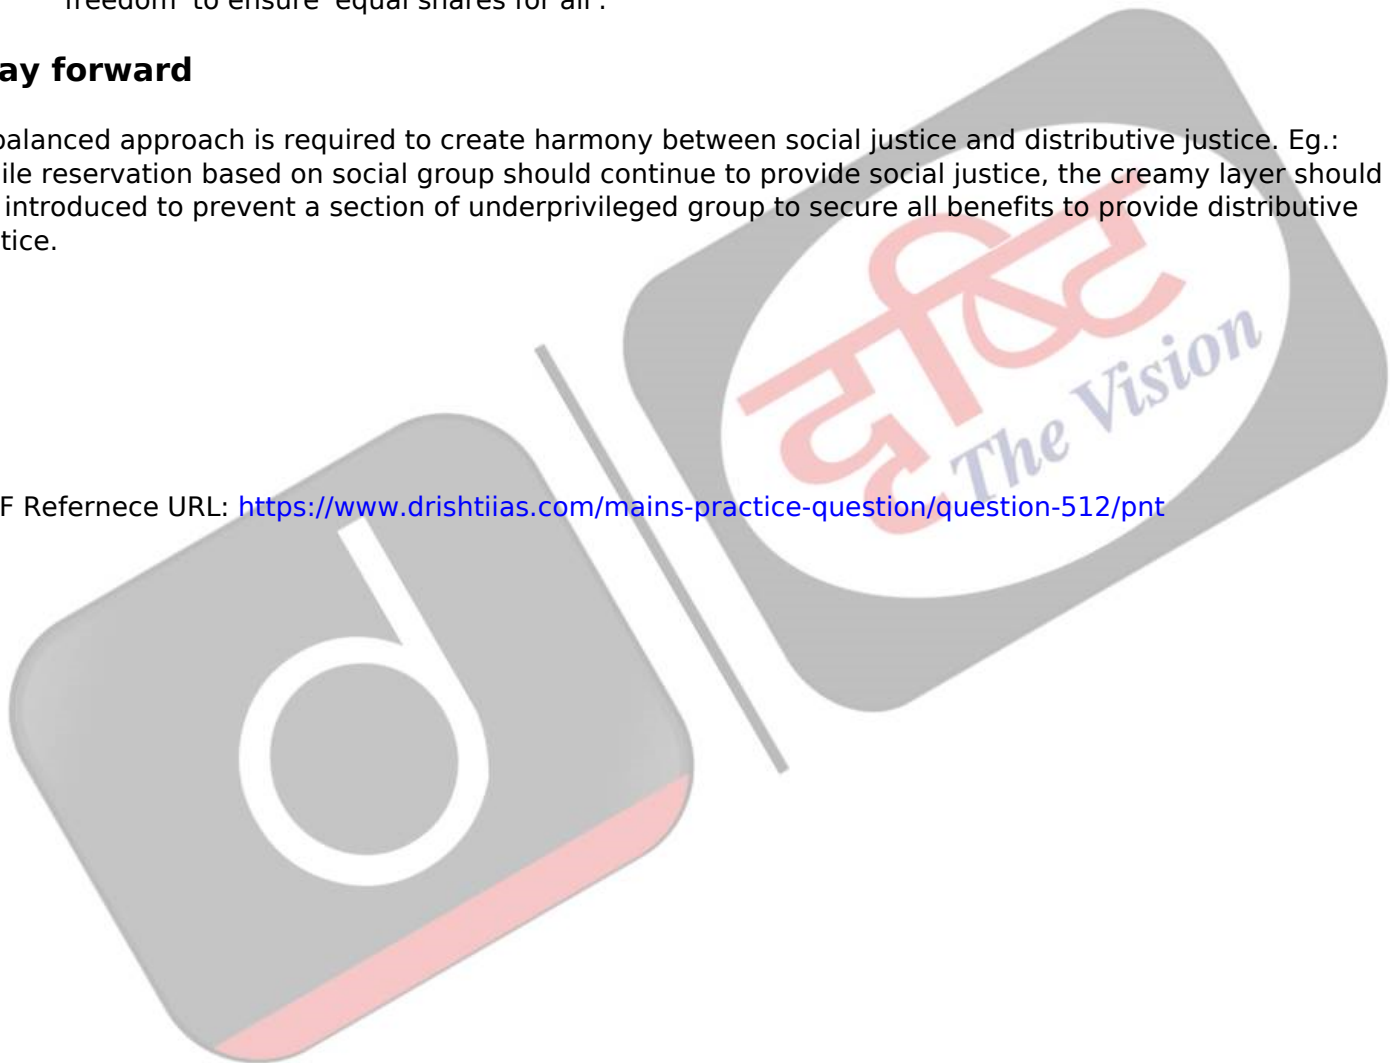 freedom' to ensure 'equal shares for all'.
ay forward
balanced approach is required to create harmony between social justice and distributive justice. Eg.:
ile reservation based on social group should continue to provide social justice, the creamy layer should
introduced to prevent a section of underprivileged group to secure all benefits to provide distributive
tice.
दृष्टि
The Vision
F Refernece URL: https://www.drishtiias.com/mains-practice-question/question-512/pnt
d